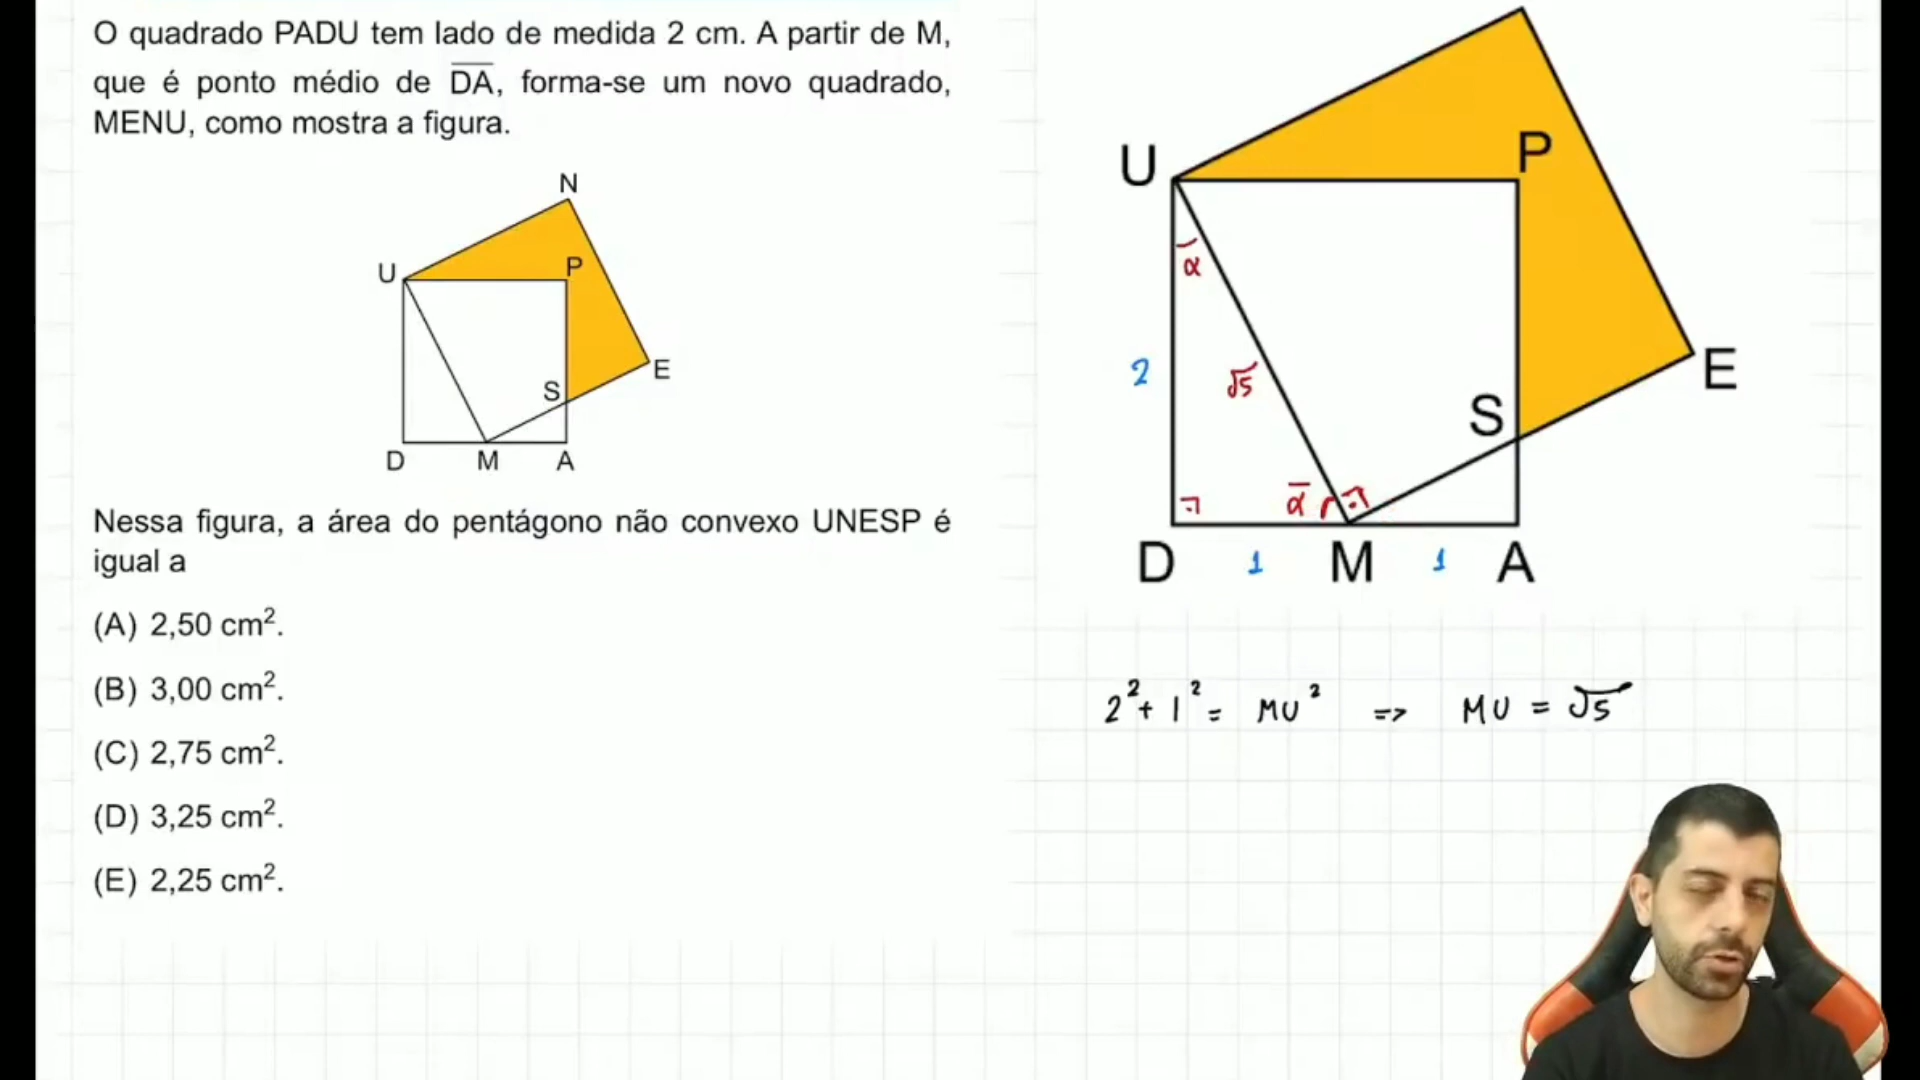 O quadrado PADU tem lado de medida 2 cm. A partir de M,
que é ponto médio de D̅A̅, forma-se um novo quadrado,
MENU, como mostra a figura.
N
U
P
E
S
D
M
A
Nessa figura, a área do pentágono não convexo UNESP é
igual a
(A) 2,50 cm².
(B) 3,00 cm².
(C) 2,75 cm².
(D) 3,25 cm².
(E) 2,25 cm².
P
U
α̅
2
√5
E
S
α̅
D
1
M
1
A
2² + 1² = MU² => MU = √5